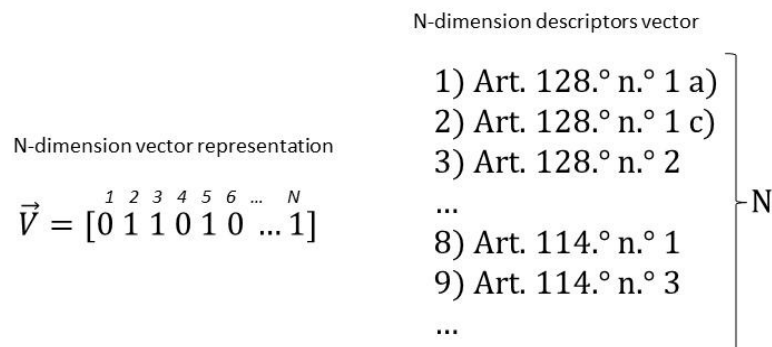 N-dimension descriptors vector
1) Art. 128.° n.° 1 a)
2) Art. 128.° n.° 1 c)
3) Art. 128.° n.° 2
...
8) Art. 114.° n.° 1
9) Art. 114.° n.° 3
...
N
N-dimension vector representation
1 2 3 4 5 6 ... N
V⃗ = [0 1 1 0 1 0 ... 1]